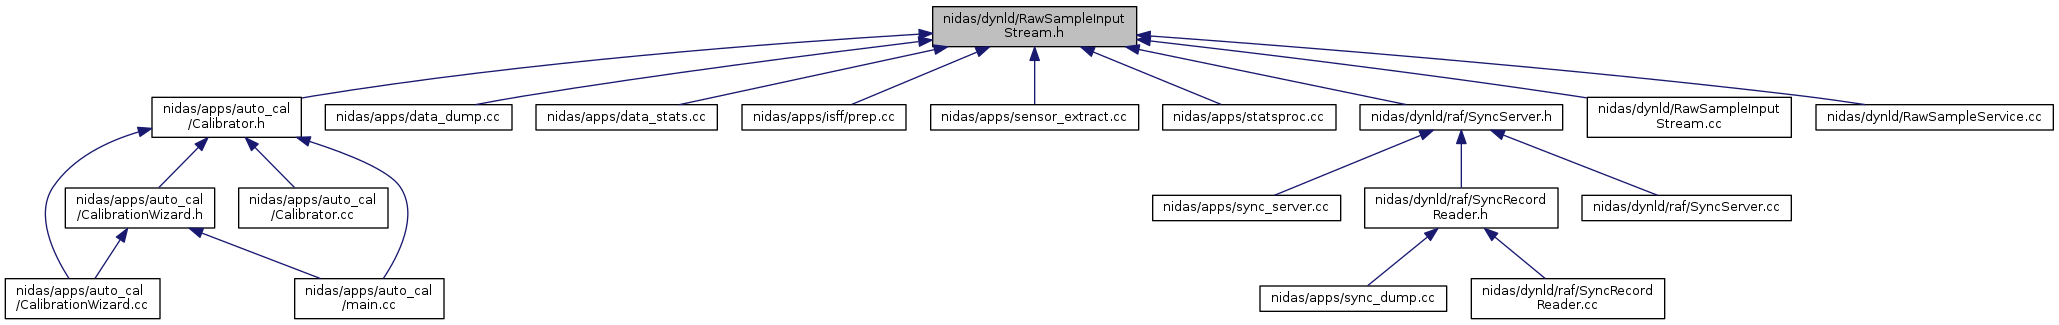 nidas/dynld/RawSampleInput
Stream.h
nidas/apps/auto_cal
/Calibrator.h
nidas/apps/data_dump.cc
nidas/apps/data_stats.cc
nidas/apps/isff/prep.cc
nidas/apps/sensor_extract.cc
nidas/apps/statsproc.cc
nidas/dynld/raf/SyncServer.h
nidas/dynld/RawSampleInput
Stream.cc
nidas/dynld/RawSampleService.cc
nidas/apps/auto_cal
/CalibrationWizard.h
nidas/apps/auto_cal
/Calibrator.cc
nidas/apps/sync_server.cc
nidas/dynld/raf/SyncRecord
Reader.h
nidas/dynld/raf/SyncServer.cc
nidas/apps/auto_cal
/CalibrationWizard.cc
nidas/apps/auto_cal
/main.cc
nidas/apps/sync_dump.cc
nidas/dynld/raf/SyncRecord
Reader.cc